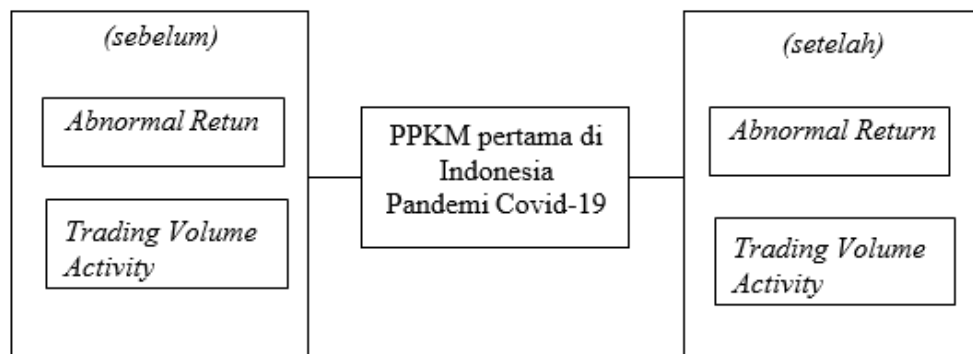 (sebelum)
Abnormal Retun
Trading Volume
Activity
PPKM pertama di
Indonesia
Pandemi Covid-19
(setelah)
Abnormal Return
Trading Volume
Activity